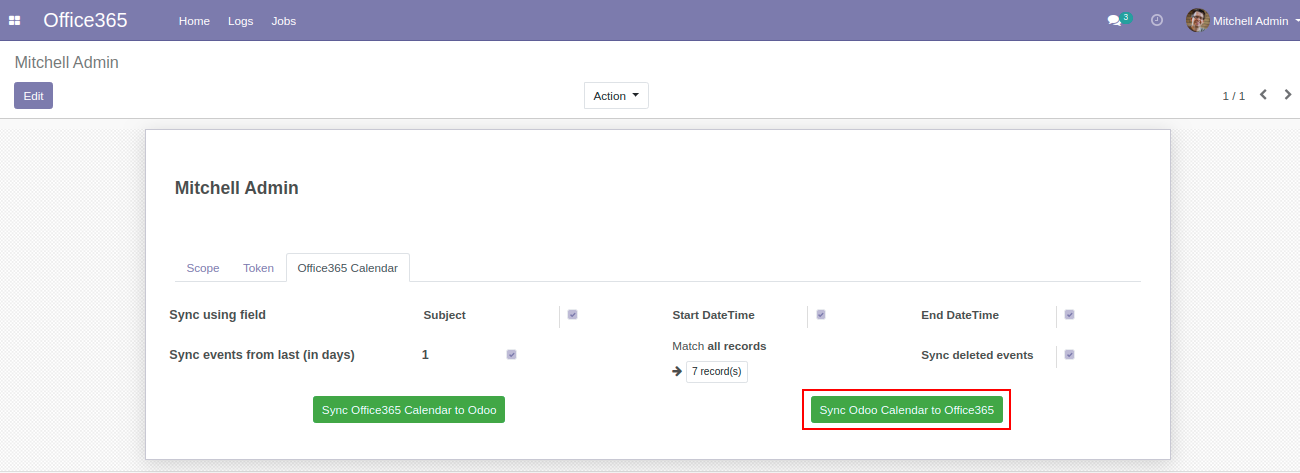 Office365 Home Logs Jobs 3 Mitchell Admin
Mitchell Admin
Edit Action 1 / 1
Mitchell Admin
Scope Token Office365 Calendar
Sync using field Subject Start DateTime End DateTime
Match all records
Sync events from last (in days) 1 Sync deleted events
7 record(s)
Sync Office365 Calendar to Odoo Sync Odoo Calendar to Office365